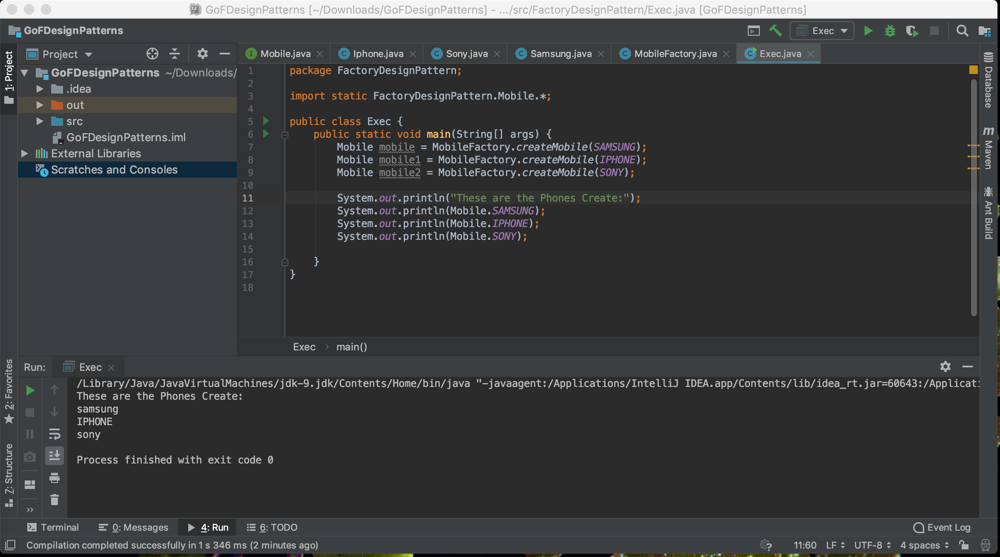 GoFDesignPatterns [~/Downloads/GoFDesignPatterns] - .../src/FactoryDesignPattern/Exec.java [GoFDesignPatterns]
GoFDesignPatterns
Exec
1: Project
Project
Mobile.java
Iphone.java
Sony.java
Samsung.java
MobileFactory.java
Exec.java
GoFDesignPatterns ~/Downloads/
.idea
out
src
GoFDesignPatterns.iml
External Libraries
Scratches and Consoles
1 package FactoryDesignPattern;
2
3 import static FactoryDesignPattern.Mobile.*;
4
5 public class Exec {
6 public static void main(String[] args) {
7 Mobile mobile = MobileFactory.createMobile(SAMSUNG);
8 Mobile mobile1 = MobileFactory.createMobile(IPHONE);
9 Mobile mobile2 = MobileFactory.createMobile(SONY);
10
11 System.out.println("These are the Phones Create:");
12 System.out.println(Mobile.SAMSUNG);
13 System.out.println(Mobile.IPHONE);
14 System.out.println(Mobile.SONY);
15
16 }
17 }
18
Exec › main()
Database
m Maven
Ant Build
2: Favorites
7: Structure
Run: Exec
/Library/Java/JavaVirtualMachines/jdk-9.jdk/Contents/Home/bin/java "-javaagent:/Applications/IntelliJ IDEA.app/Contents/lib/idea_rt.jar=60643:/Applicati
These are the Phones Create:
samsung
IPHONE
sony
Process finished with exit code 0
Terminal
0: Messages
4: Run
6: TODO
Event Log
Compilation completed successfully in 1 s 346 ms (2 minutes ago)
11:60 LF UTF-8 4 spaces